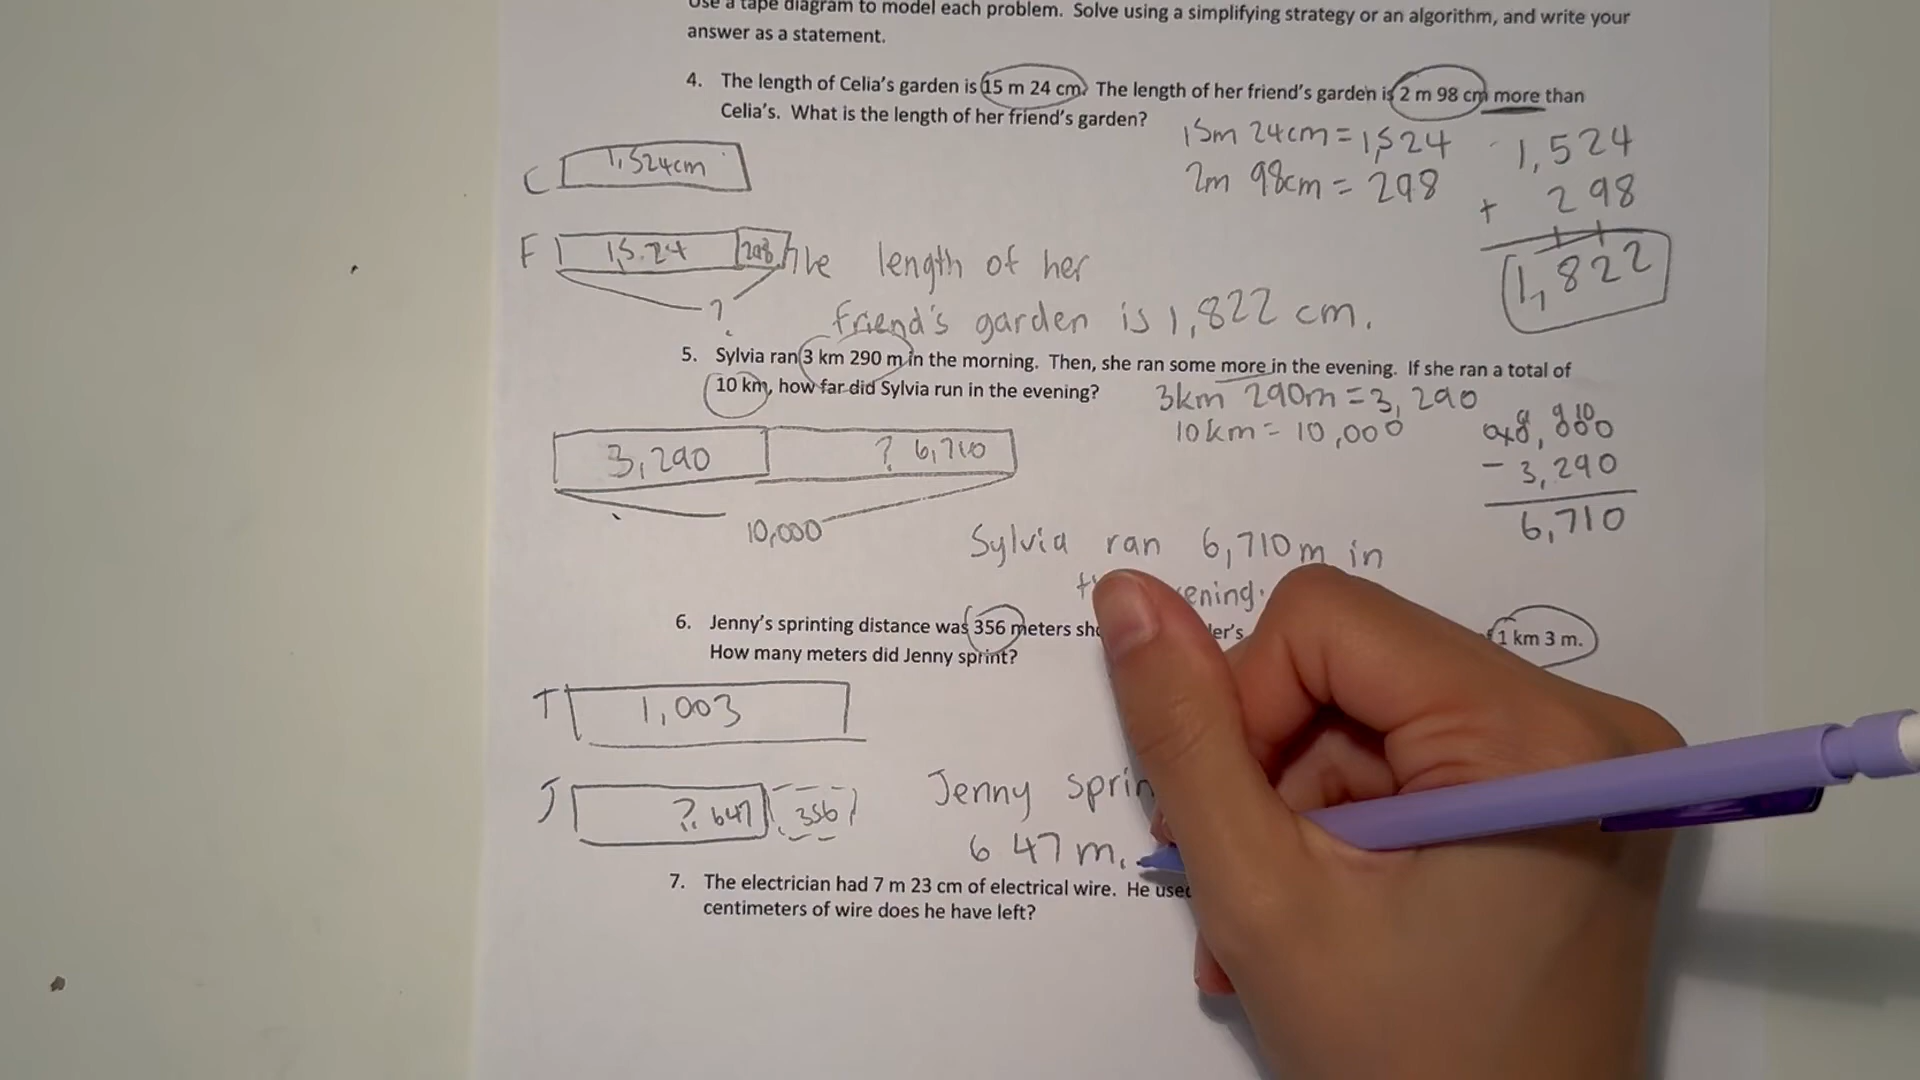 Use a tape diagram to model each problem. Solve using a simplifying strategy or an algorithm, and write your
answer as a statement.
4. The length of Celia's garden is 15 m 24 cm. The length of her friend's garden is 2 m 98 cm more than
Celia's. What is the length of her friend's garden?
15m 24cm = 1,524
2m 98cm = 298
1,524
+ 298
1,822
C 1,524cm
F 1,524 298
?
The length of her
friend's garden is 1,822 cm.
5. Sylvia ran 3 km 290 m in the morning. Then, she ran some more in the evening. If she ran a total of
10 km, how far did Sylvia run in the evening?
3km 290m = 3,290
10km = 10,000
- 3,290
6,710
3,290 ? 6,710
10,000
Sylvia ran 6,710m in
6. Jenny's sprinting distance was 356 meters
1 km 3 m.
How many meters did Jenny sprint?
T 1,003
J ? 647 356
Jenny
647 m.
7. The electrician had 7 m 23 cm of electrical wire. He used
centimeters of wire does he have left?